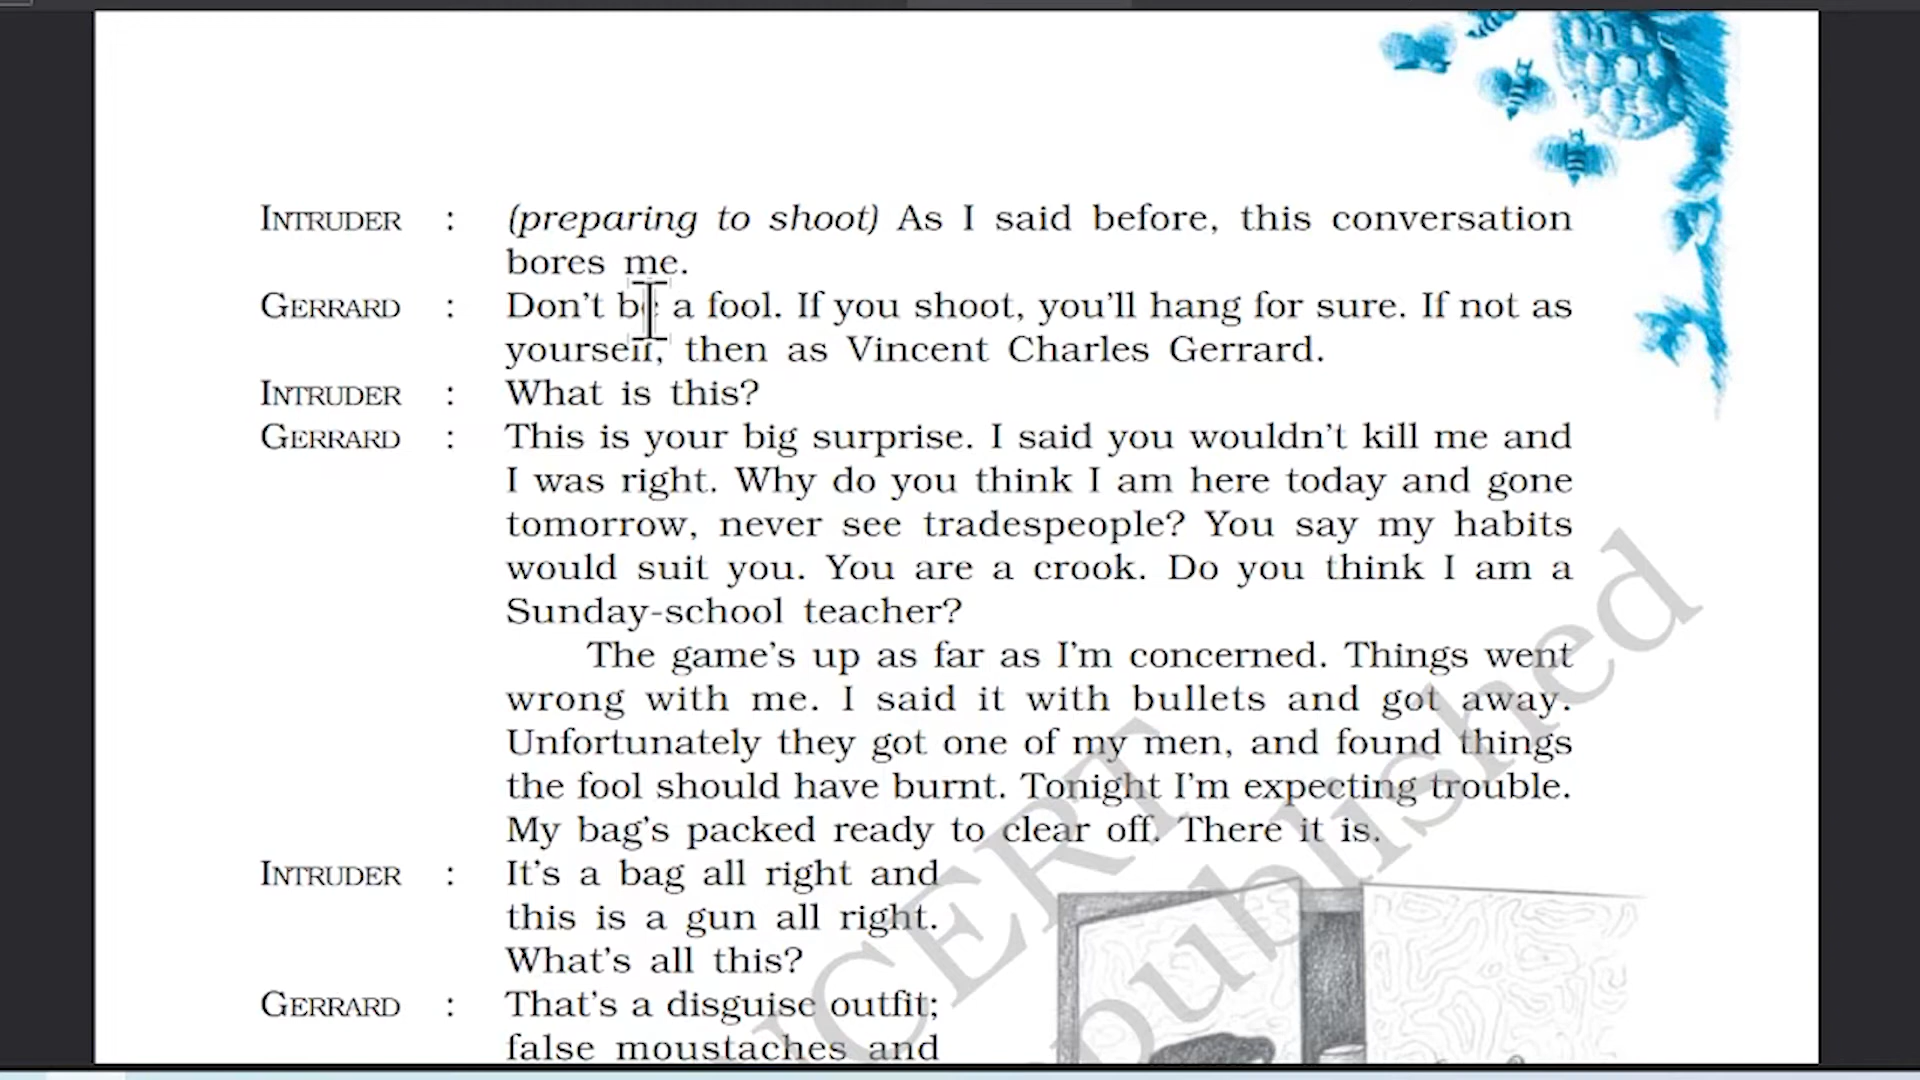 INTRUDER : (preparing to shoot) As I said before, this conversation
bores me.
GERRARD : Don't be a fool. If you shoot, you'll hang for sure. If not as
yourself, then as Vincent Charles Gerrard.
INTRUDER : What is this?
GERRARD : This is your big surprise. I said you wouldn't kill me and
I was right. Why do you think I am here today and gone
tomorrow, never see tradespeople? You say my habits
would suit you. You are a crook. Do you think I am a
Sunday-school teacher?
The game's up as far as I'm concerned. Things went
wrong with me. I said it with bullets and got away.
Unfortunately they got one of my men, and found things
the fool should have burnt. Tonight I'm expecting trouble.
My bag's packed ready to clear off. There it is.
INTRUDER : It's a bag all right and
this is a gun all right.
What's all this?
GERRARD : That's a disguise outfit;
false moustaches and
CERT
published